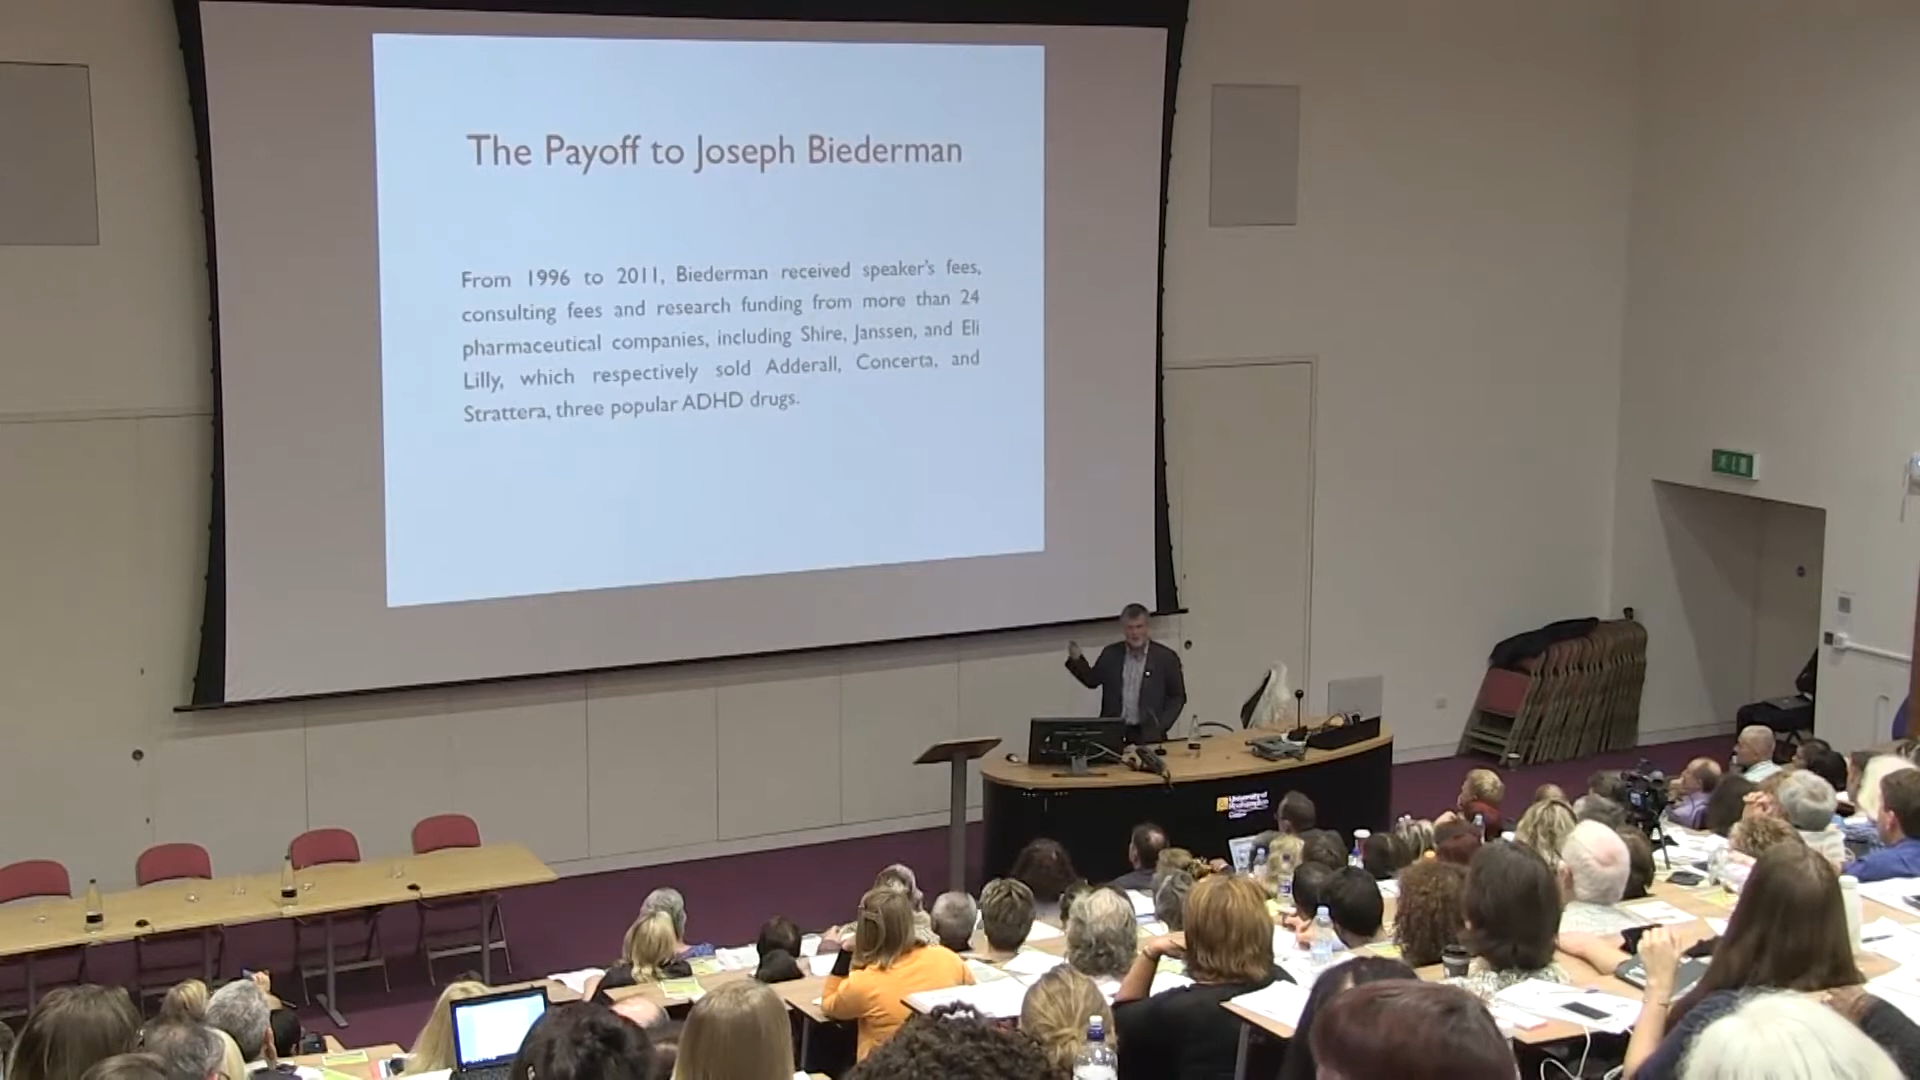 The Payoff to Joseph Biederman
From 1996 to 2011, Biederman received speaker's fees,
consulting fees and research funding from more than 24
pharmaceutical companies, including Shire, Janssen, and Eli
Lilly, which respectively sold Adderall, Concerta, and
Strattera, three popular ADHD drugs.
University of